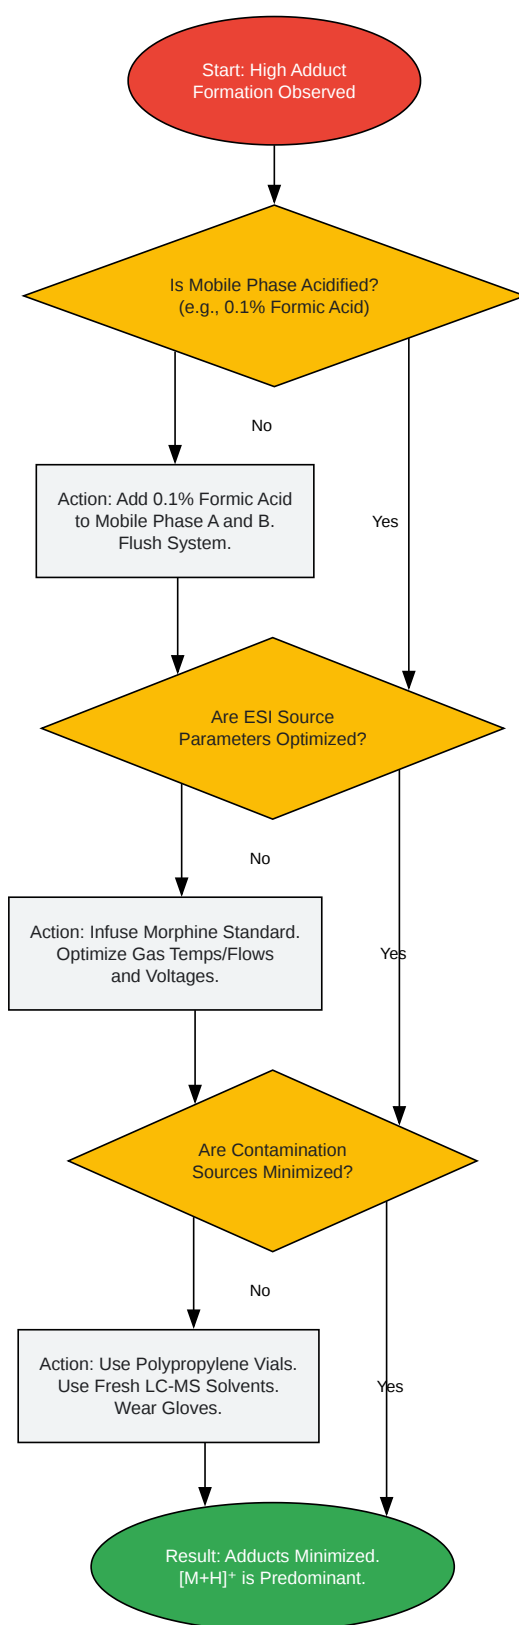 Start: High Adduct
Formation Observed
Is Mobile Phase Acidified?
(e.g., 0.1% Formic Acid)
No
Action: Add 0.1% Formic Acid
to Mobile Phase A and B.
Flush System.
Yes
Are ESI Source
Parameters Optimized?
No
Action: Infuse Morphine Standard.
Optimize Gas Temps/Flows
and Voltages.
Yes
Are Contamination
Sources Minimized?
No
Action: Use Polypropylene Vials.
Use Fresh LC-MS Solvents.
Wear Gloves.
Yes
Result: Adducts Minimized.
[M+H]⁺ is Predominant.